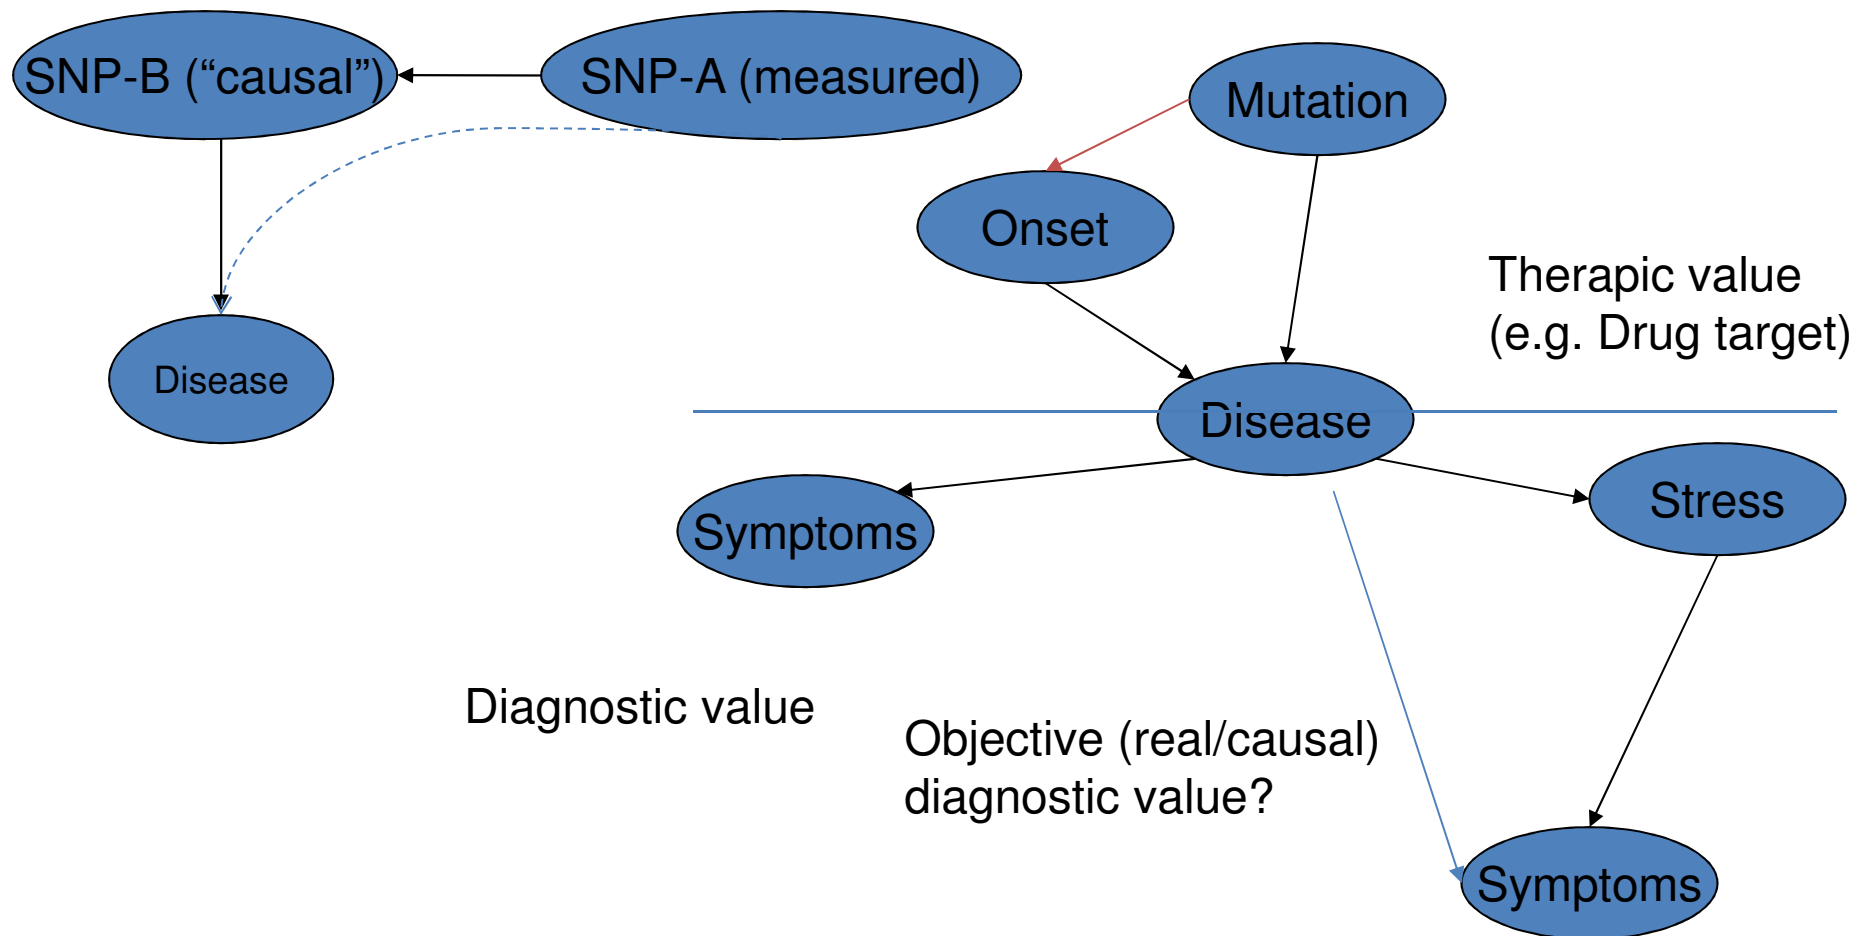 SNP-B (“causal”)
SNP-A (measured)
Mutation
Onset
Therapic value
(e.g. Drug target)
Disease
Disease
Stress
Symptoms
Diagnostic value
Objective (real/causal)
diagnostic value?
Symptoms